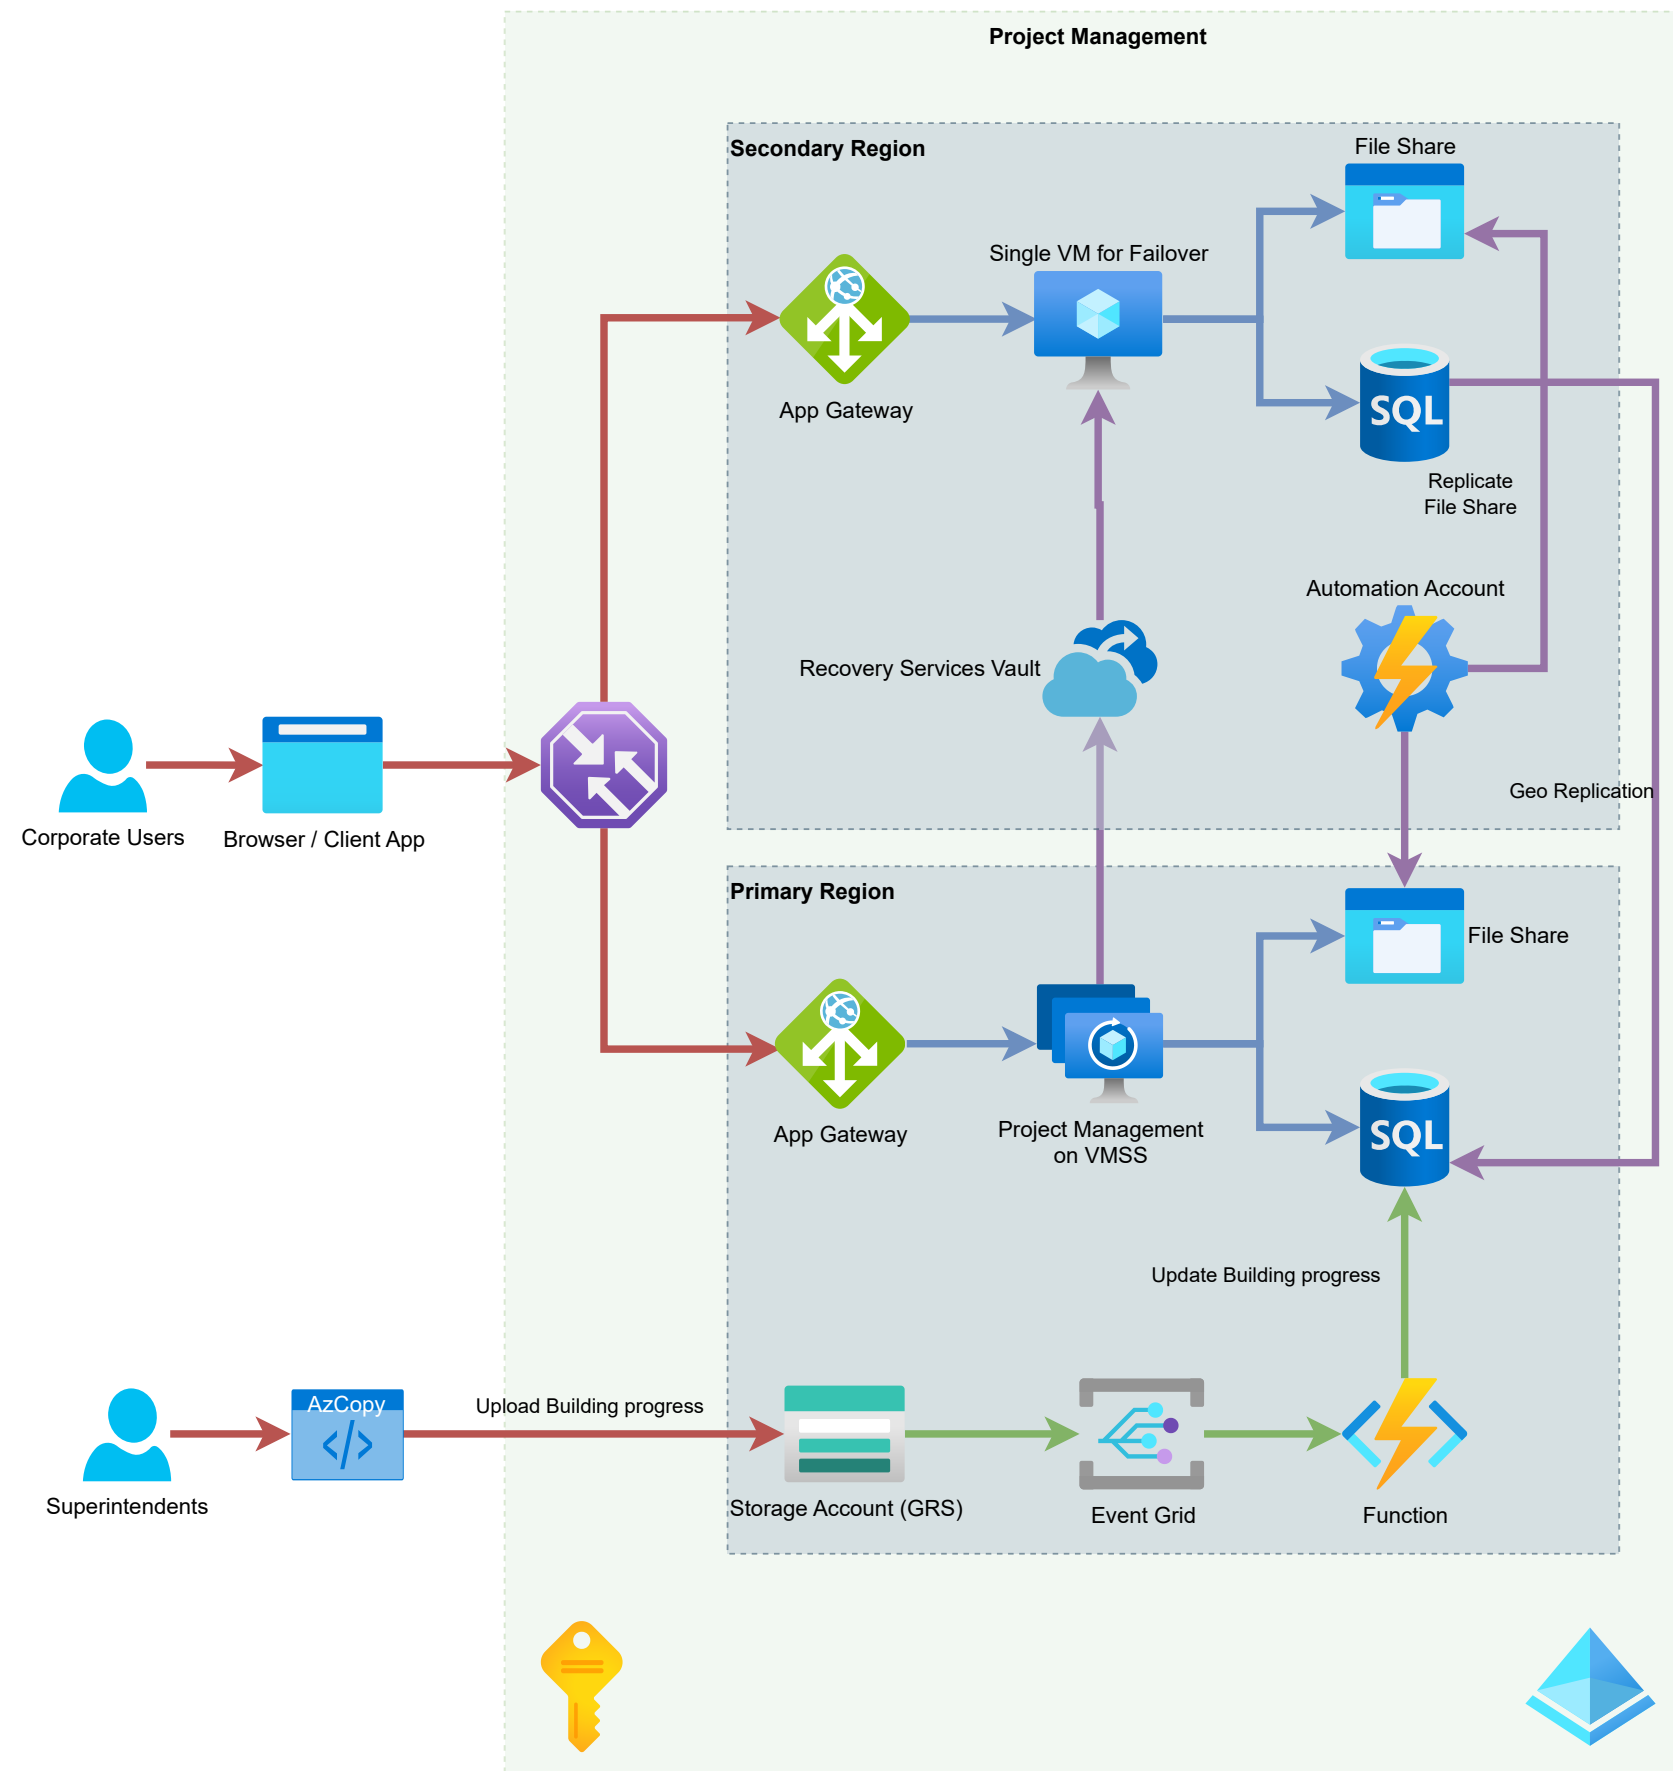 Project Management
Secondary Region
File Share
Single VM for Failover
App Gateway
SQL
Replicate
File Share
Automation Account
Recovery Services Vault
Geo Replication
Corporate Users
Browser / Client App
Primary Region
File Share
App Gateway
Project Management
on VMSS
SQL
Update Building progress
AzCopy
Upload Building progress
Superintendents
Storage Account (GRS)
Event Grid
Function